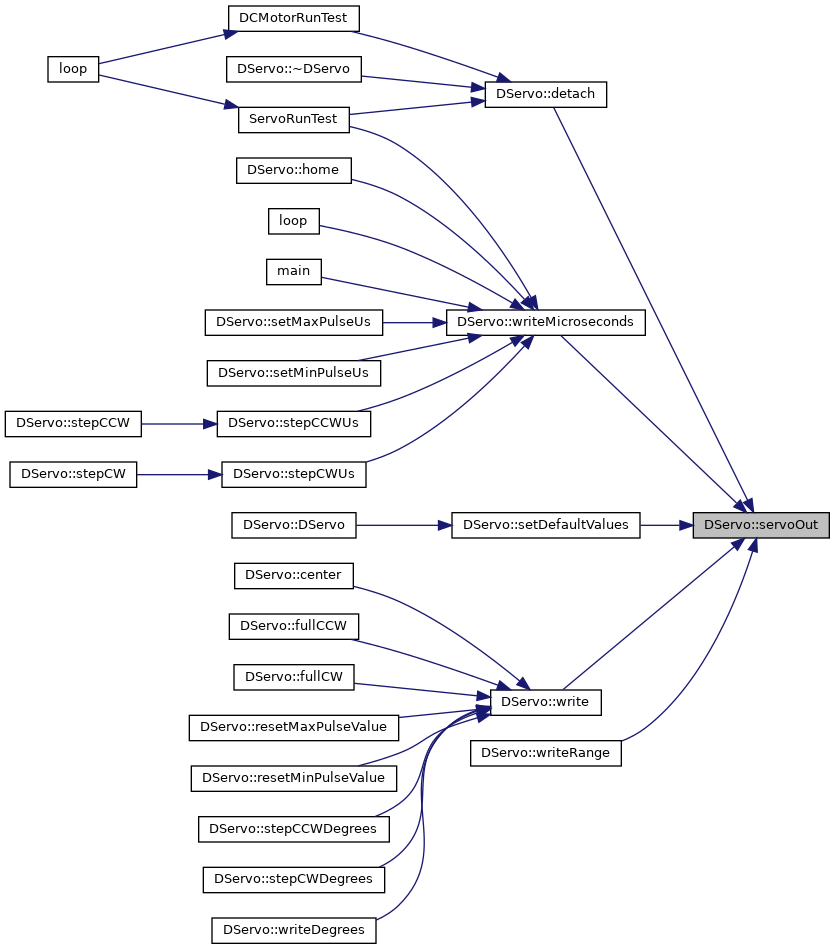 DCMotorRunTest
loop
DServo::~DServo
DServo::detach
ServoRunTest
DServo::home
loop
main
DServo::setMaxPulseUs
DServo::writeMicroseconds
DServo::setMinPulseUs
DServo::stepCCW
DServo::stepCCWUs
DServo::stepCW
DServo::stepCWUs
DServo::DServo
DServo::setDefaultValues
DServo::servoOut
DServo::center
DServo::fullCCW
DServo::fullCW
DServo::write
DServo::resetMaxPulseValue
DServo::writeRange
DServo::resetMinPulseValue
DServo::stepCCWDegrees
DServo::stepCWDegrees
DServo::writeDegrees